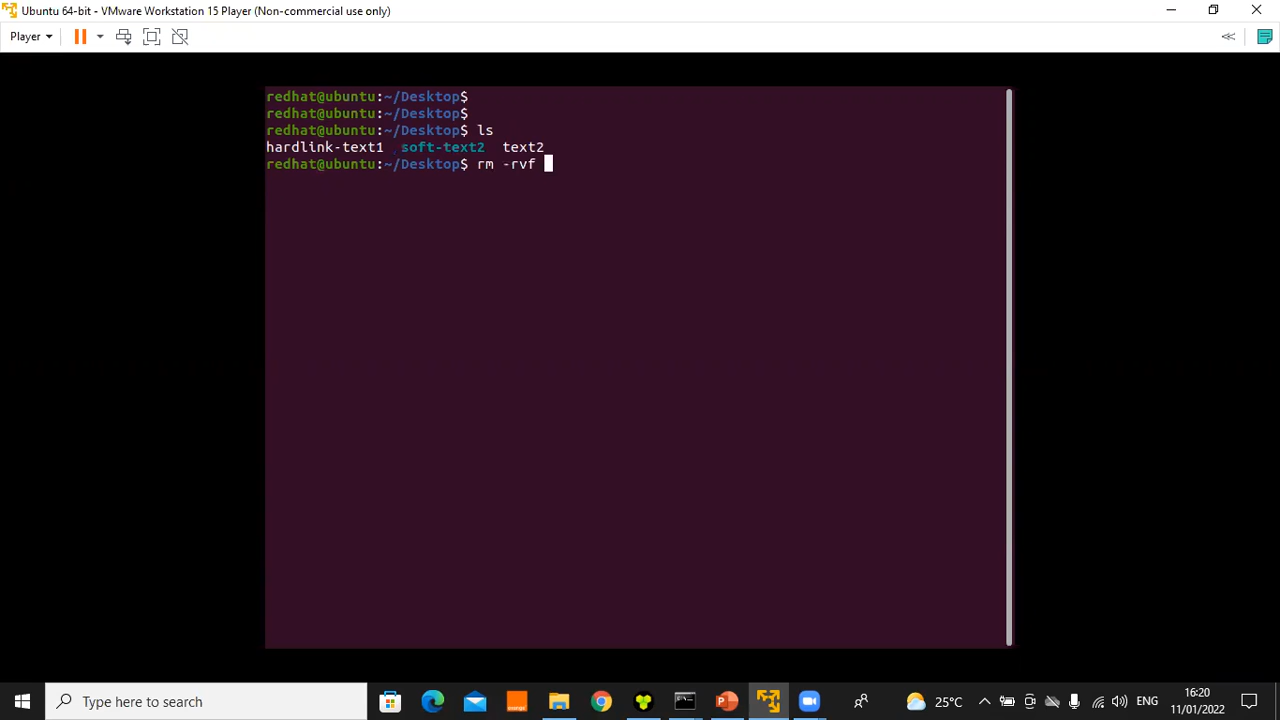 Ubuntu 64-bit - VMware Workstation 15 Player (Non-commercial use only)
Player
redhat@ubuntu:~/Desktop$
redhat@ubuntu:~/Desktop$
redhat@ubuntu:~/Desktop$ ls
hardlink-text1 soft-text2 text2
redhat@ubuntu:~/Desktop$ rm -rvf
Type here to search
orange
25°C
ENG
16:20
11/01/2022